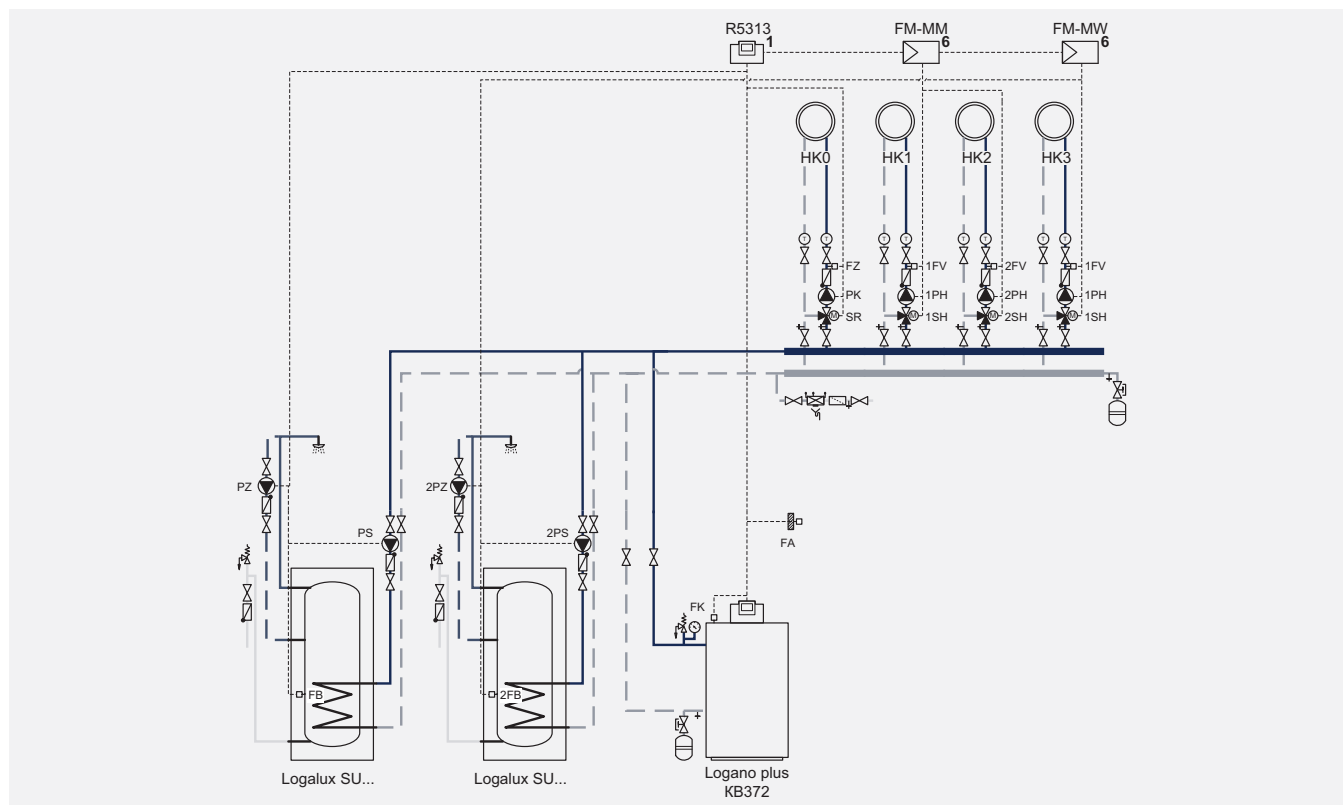 R5313 FM-MM FM-MW
1 6 6
HK0 HK1 HK2 HK3
T T T T T T T T
FZ 1FV 2FV 1FV
PK 1PH 2PH 1PH
M M M M
SR 1SH 2SH 1SH
PZ 2PZ
PS 2PS
FA
FK
FB 2FB
Logalux SU... Logalux SU... Logano plus
KB372